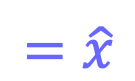 = x̂